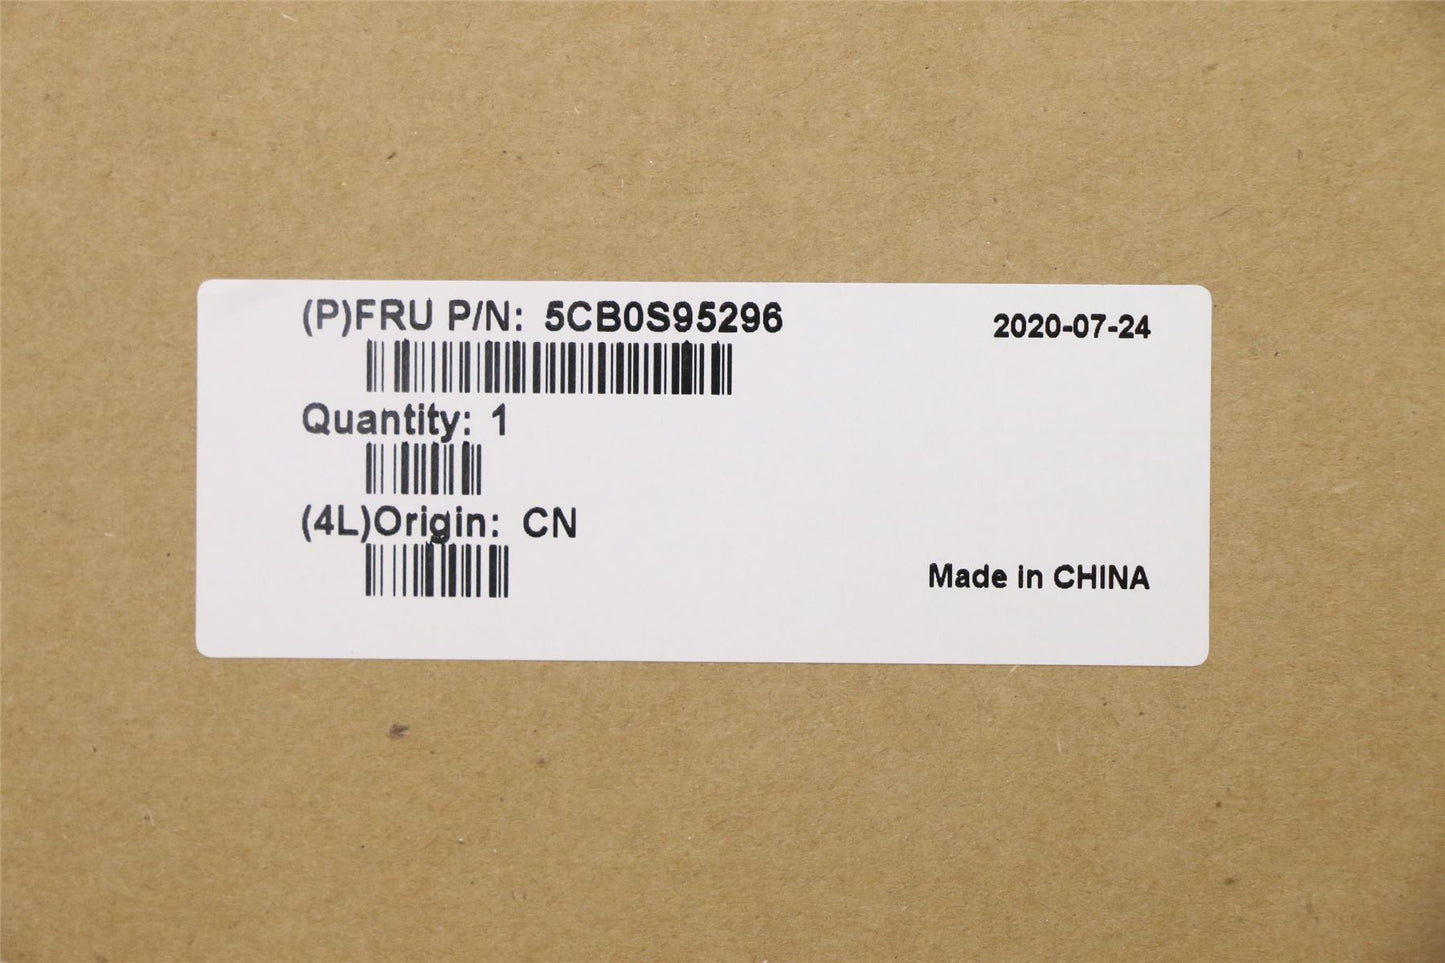 (P)FRU P/N: 5CB0S95296
2020-07-24
Quantity: 1
(4L)Origin: CN
Made in CHINA